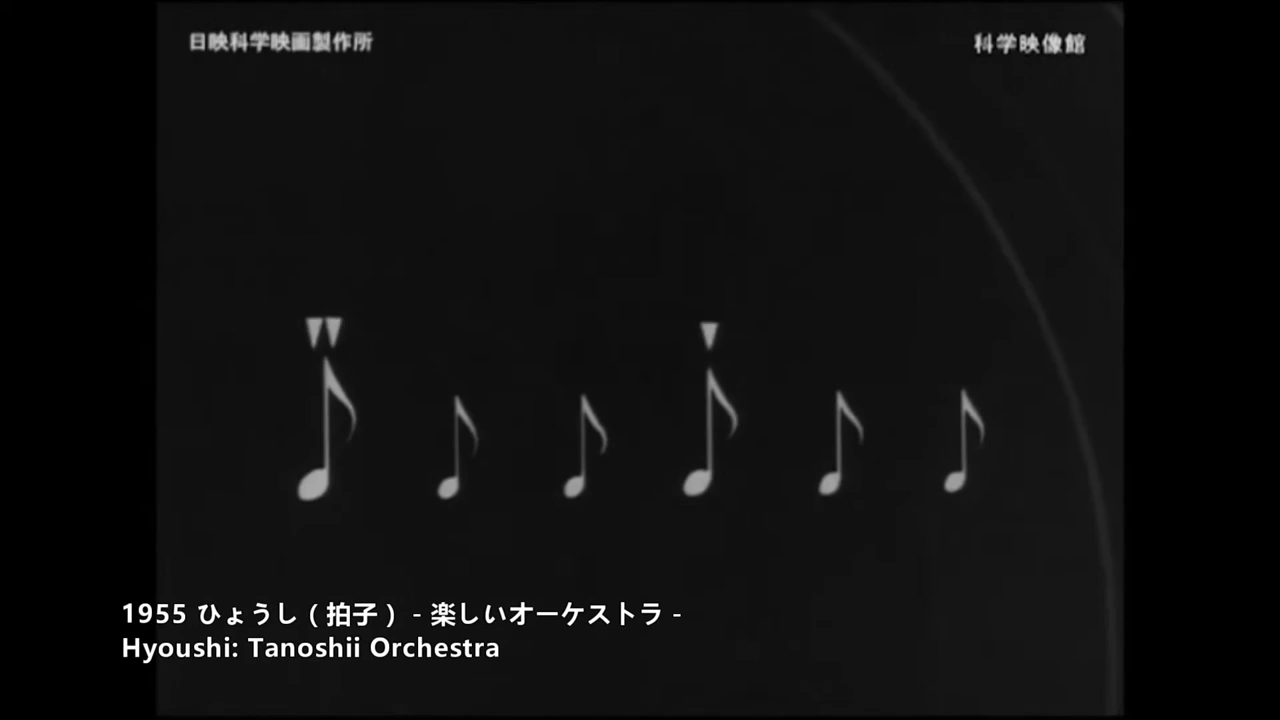 日映科学映画製作所
科学映像館
1955 ひょうし ( 拍子 ) - 楽しいオーケストラ -
Hyoushi: Tanoshii Orchestra